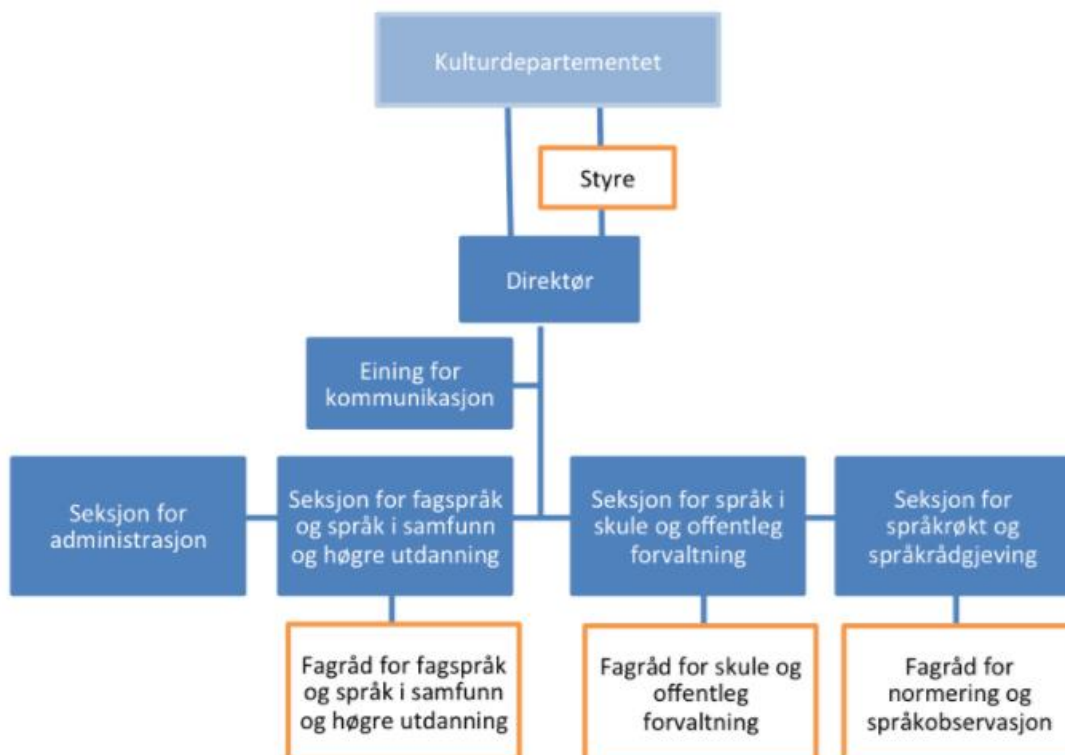 Kulturdepartementet
Styre
Direktør
Eining for
kommunikasjon
Seksjon for
administrasjon
Seksjon for fagspråk
og språk i samfunn
og høgre utdanning
Seksjon for språk i
skule og offentleg
forvaltning
Seksjon for
språkrøkt og
språkrådgjeving
Fagråd for fagspråk
og språk i samfunn
og høgre utdanning
Fagråd for skule og
offentleg
forvaltning
Fagråd for
normering og
språkobservasjon